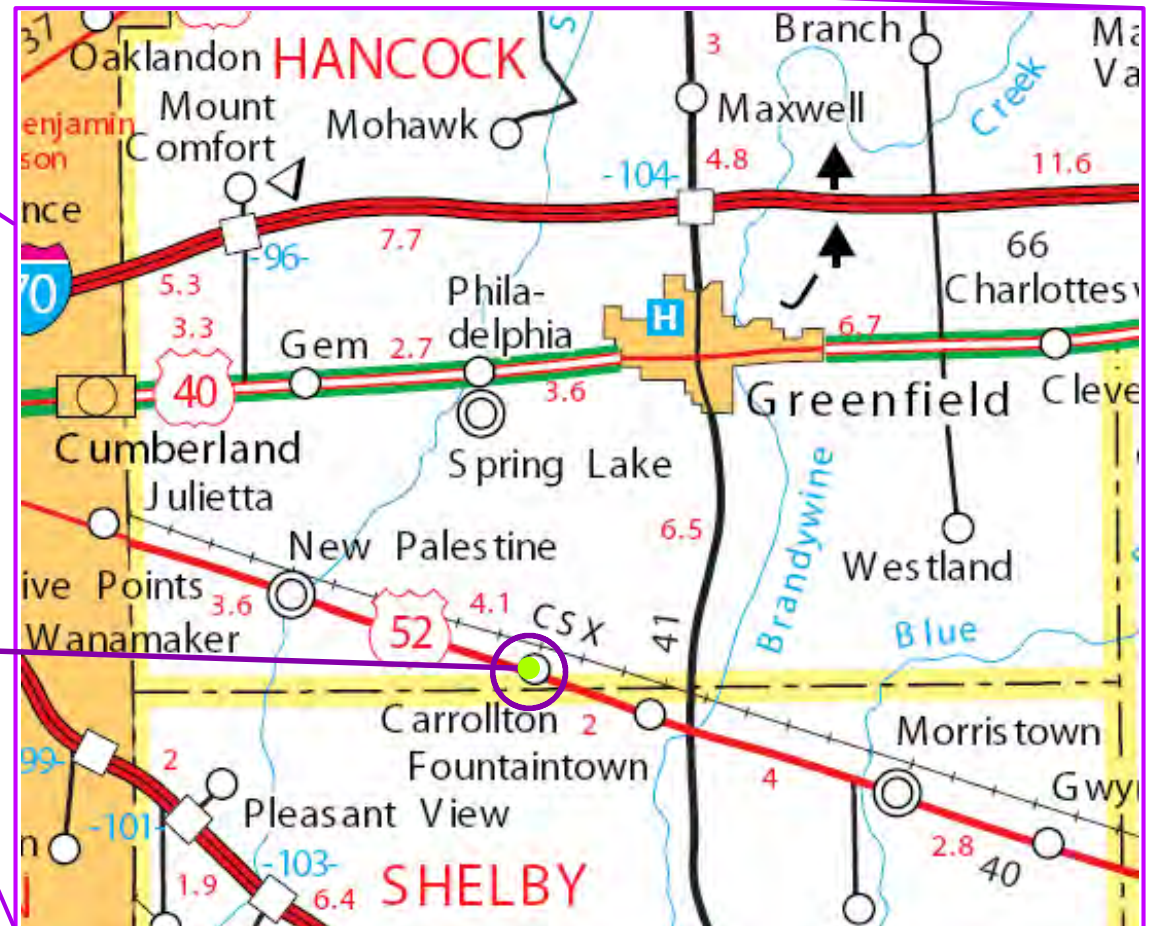 37
Oaklandon
HANCOCK
S
3
Branch
Ma
Va
Creek
enjamin
son
Mount
Comfort
Mohawk
Maxwell
-104-
4.8
11.6
nce
-96-
7.7
66
70
5.3
Phila-
delphia
H
Charlottesv
3.3
Gem
2.7
6.7
40
3.6
Greenfield
Cleve
Cumberland
Spring Lake
Julietta
Brandywine
6.5
New Palestine
Westland
ive Points
3.6
4.1
CSX
41
52
Wanamaker
Blue
Carrollton
2
Fountaintown
Morristown
99-
2
4
Gwy
Pleasant View
-101-
n
2.8
40
-103-
1.9
6.4
SHELBY